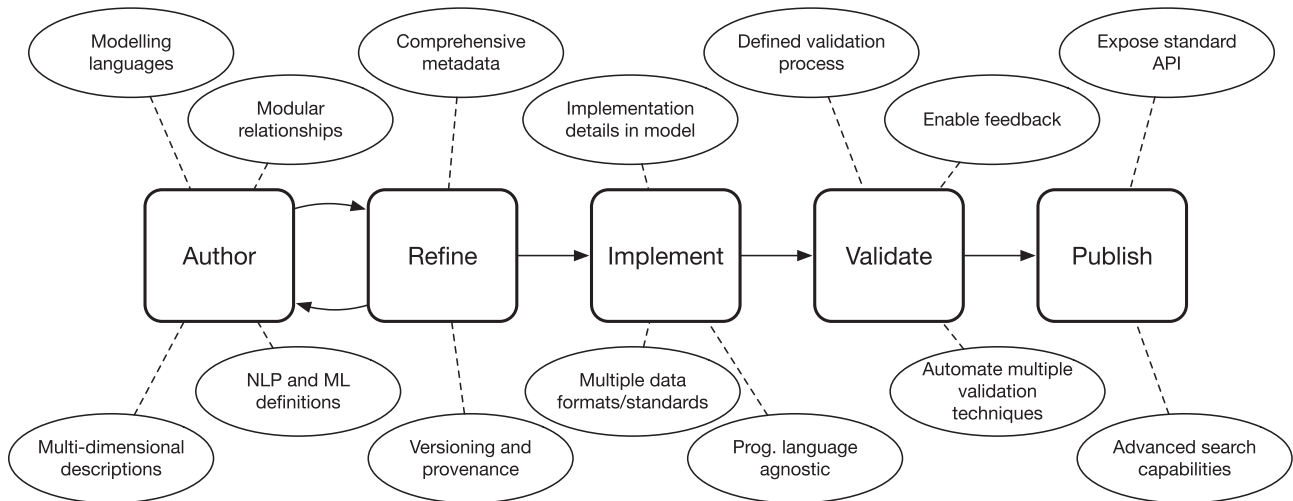 Modelling
languages
Comprehensive
metadata
Defined validation
process
Expose standard
API
Modular
relationships
Implementation
details in model
Enable feedback
Author
Refine
Implement
Validate
Publish
NLP and ML
definitions
Multiple data
formats/standards
Automate multiple
validation
techniques
Multi-dimensional
descriptions
Versioning and
provenance
Prog. language
agnostic
Advanced search
capabilities